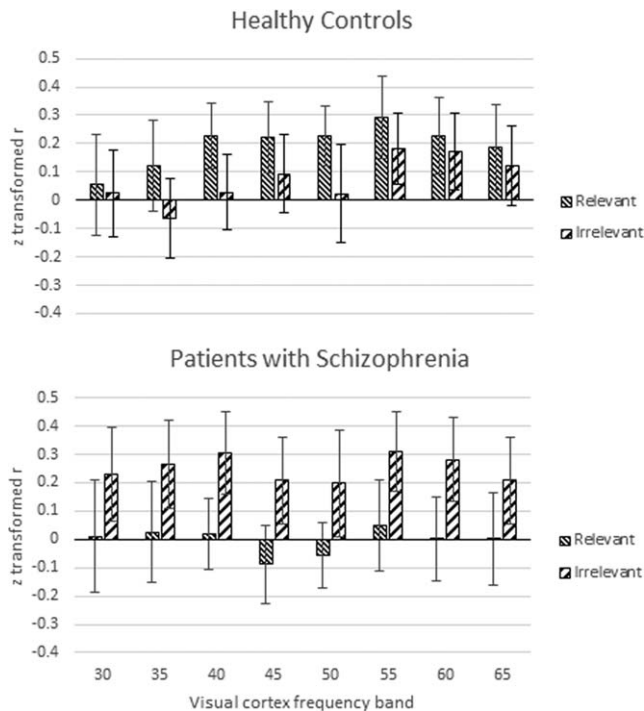 Healthy Controls
0.5
0.4
0.3
0.2
0.1
0
-0.1
-0.2
-0.3
-0.4
z transformed r
Relevant
Irrelevant
Patients with Schizophrenia
0.5
0.4
0.3
0.2
0.1
0
-0.1
-0.2
-0.3
-0.4
z transformed r
Relevant
Irrelevant
30 35 40 45 50 55 60 65
Visual cortex frequency band